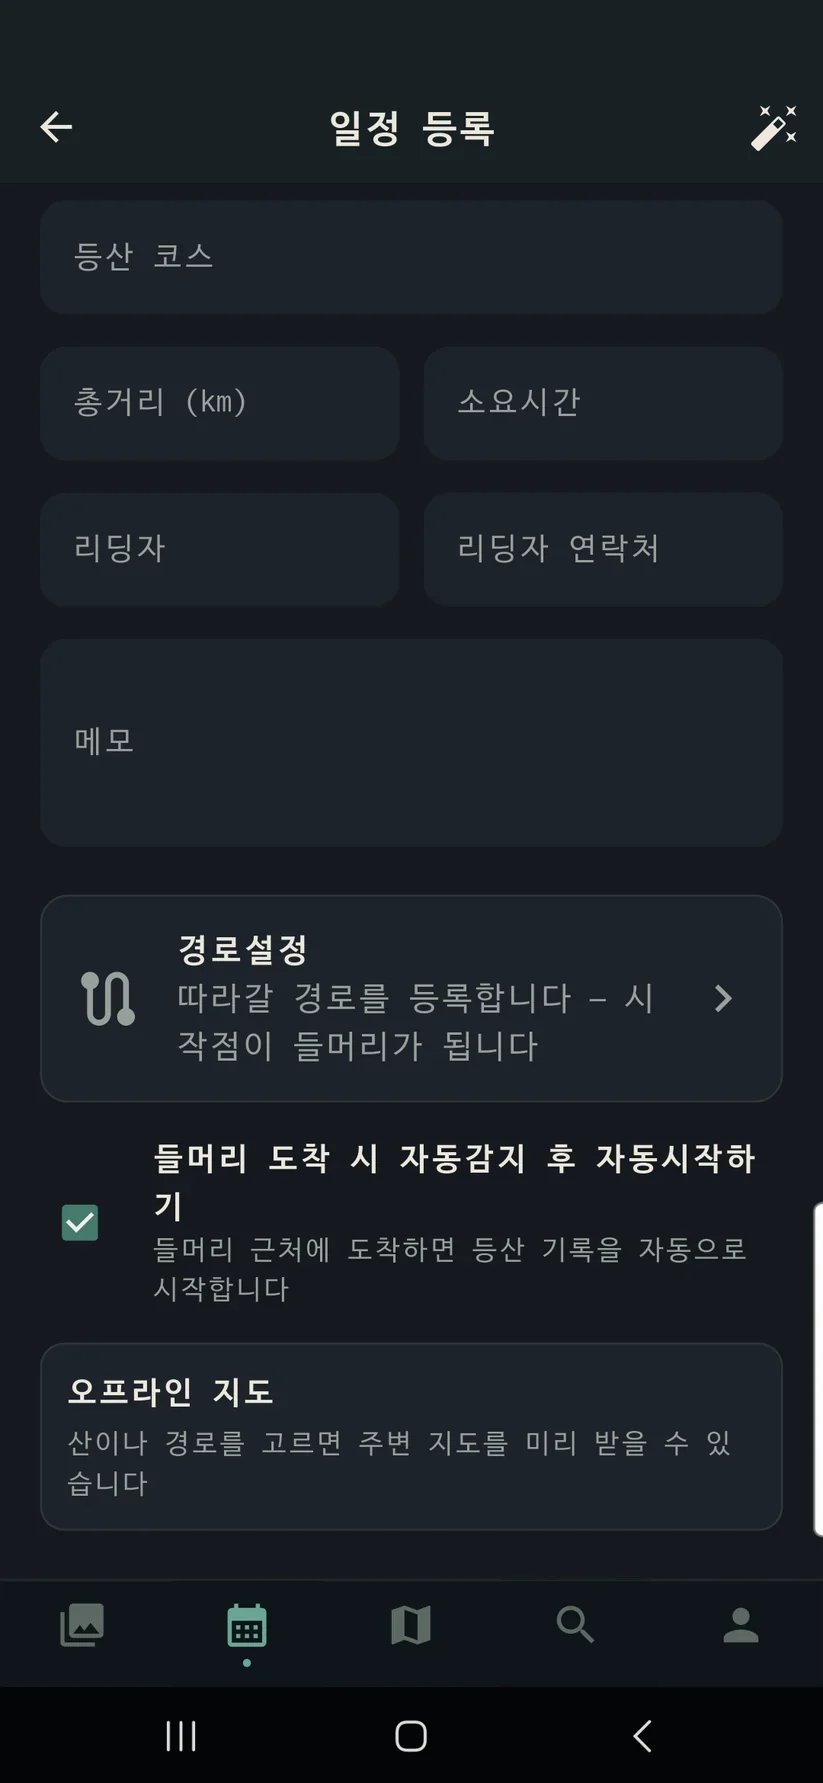 일정 등록
등산 코스
총거리 (km)
소요시간
리딩자
리딩자 연락처
메모
경로설정
따라갈 경로를 등록합니다 – 시
작점이 들머리가 됩니다
들머리 도착 시 자동감지 후 자동시작하
기
들머리 근처에 도착하면 등산 기록을 자동으로
시작합니다
오프라인 지도
산이나 경로를 고르면 주변 지도를 미리 받을 수 있
습니다